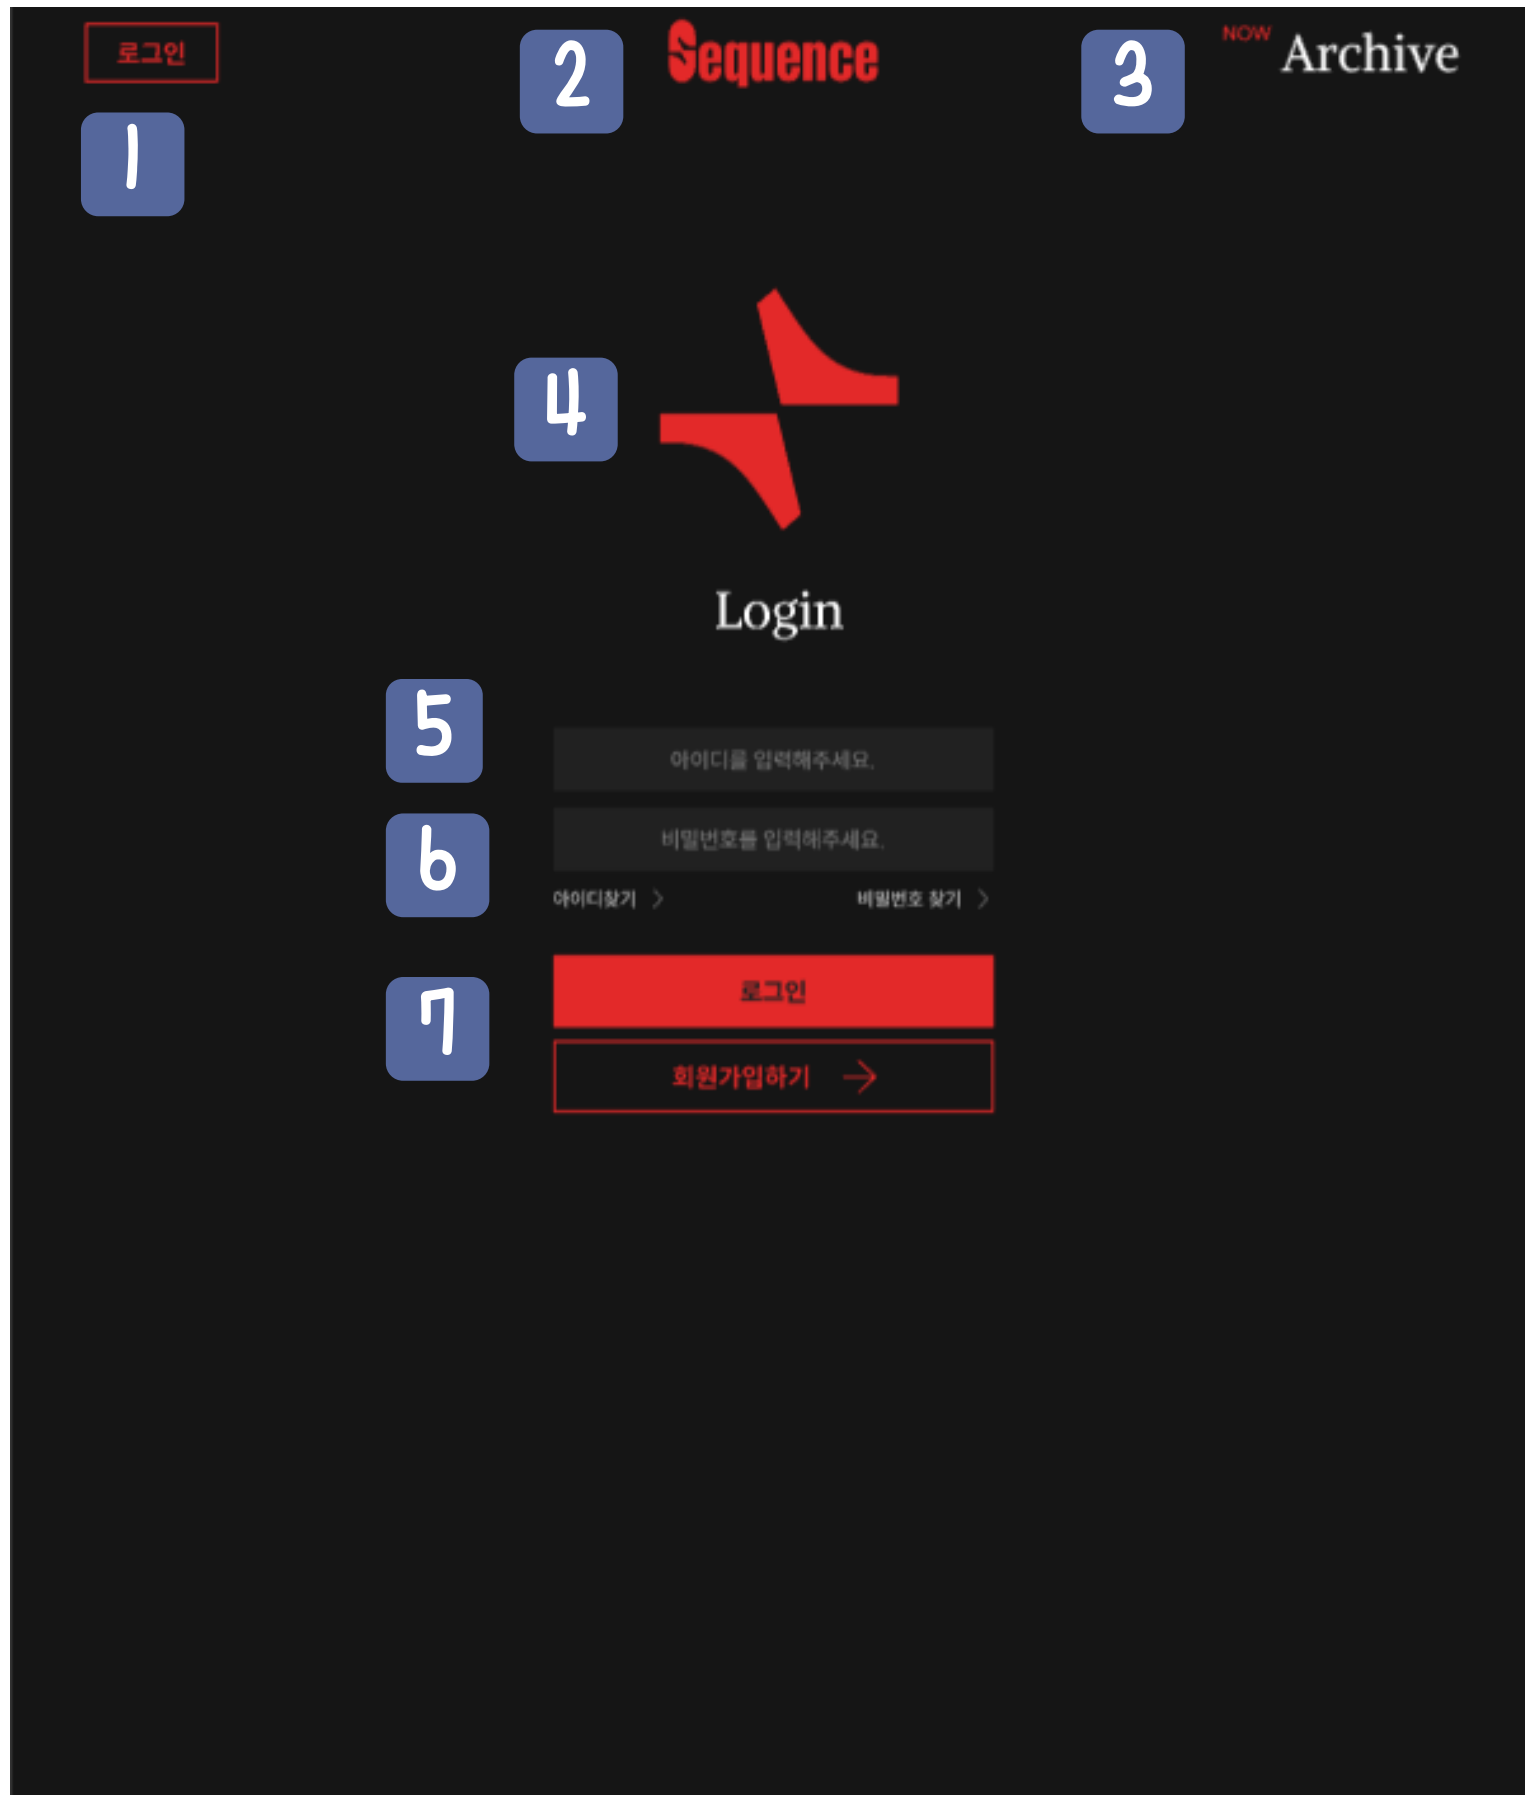 로그인
1
2
Sequence
3
NOW Archive
4
Login
5
아이디를 입력해주세요.
6
비밀번호를 입력해주세요.
아이디찾기 >
비밀번호 찾기 >
7
로그인
회원가입하기 →